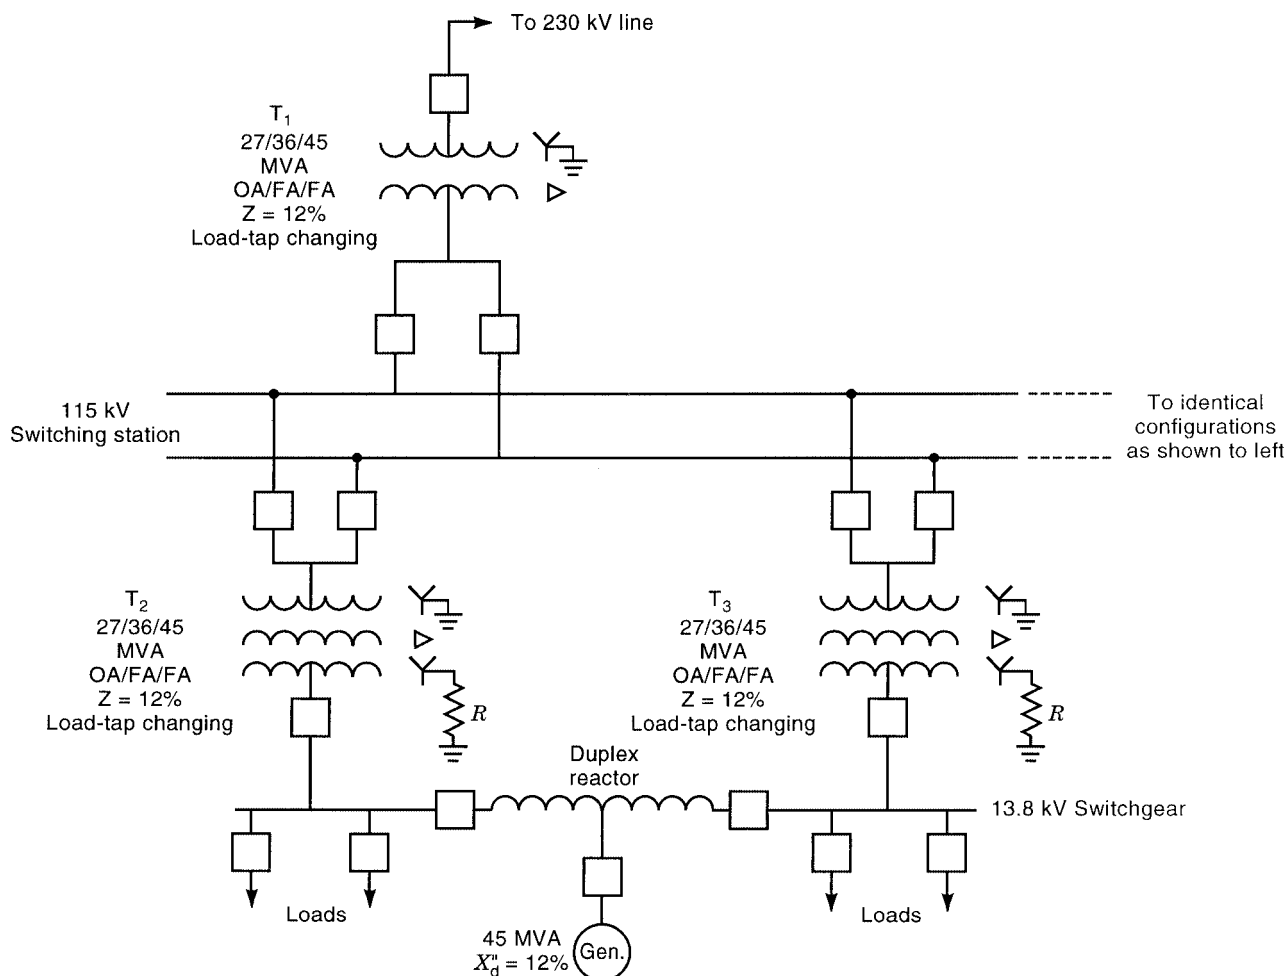 To 230 kV line
T1
27/36/45
MVA
OA/FA/FA
Z = 12%
Load-tap changing
115 kV
Switching station
To identical
configurations
as shown to left
T2
27/36/45
MVA
OA/FA/FA
Z = 12%
Load-tap changing
R
T3
27/36/45
MVA
OA/FA/FA
Z = 12%
Load-tap changing
R
Duplex
reactor
13.8 kV Switchgear
Loads
Loads
45 MVA
X"d = 12%
Gen.